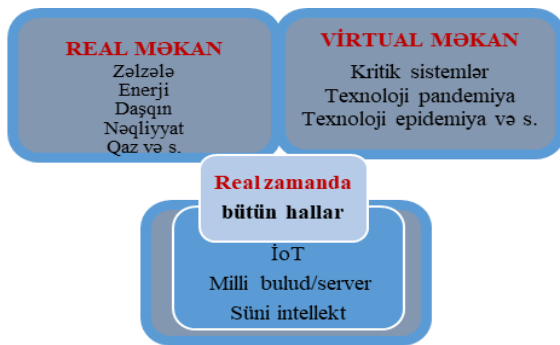 REAL MƏKAN
Zəlzələ
Enerji
Daşqın
Nəqliyyat
Qaz və s.
VİRTUAL MƏKAN
Kritik sistemlər
Texnoloji pandemiya
Texnoloji epidemiya və s.
Real zamanda
bütün hallar
İoT
Milli bulud/server
Süni intellekt